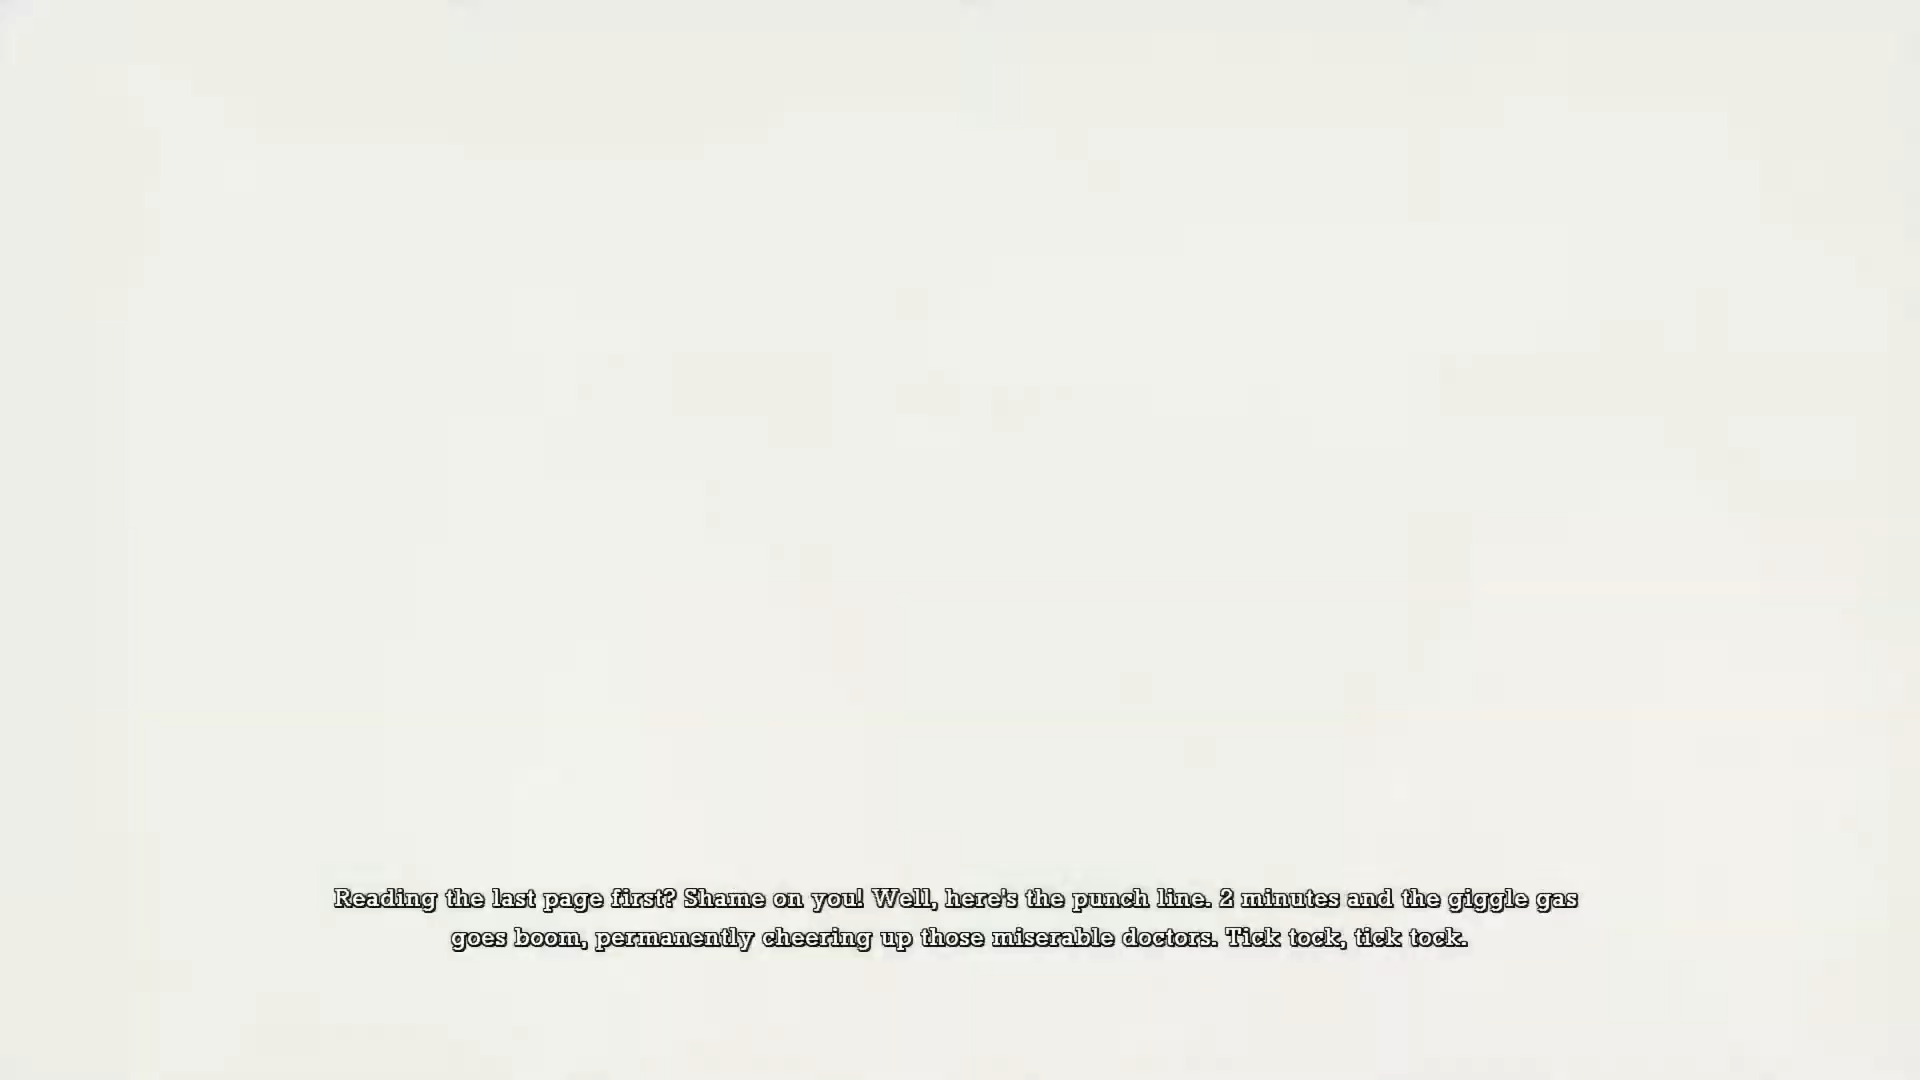 Reading the last page first? Shame on you! Well, here's the punch line. 2 minutes and the giggle gas
goes boom, permanently cheering up those miserable doctors. Tick tock, tick tock.